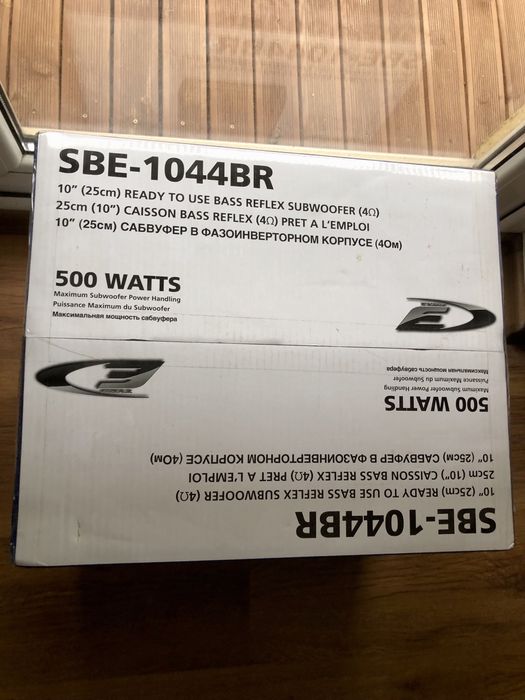 SBE-1044BR
10" (25cm) READY TO USE BASS REFLEX SUBWOOFER (4Ω)
25cm (10") CAISSON BASS REFLEX (4Ω) PRET A L'EMPLOI
10" (25см) САБВУФЕР В ФАЗОИНВЕРТОРНОМ КОРПУСЕ (4Ом)
500 WATTS
Maximum Subwoofer Power Handling
Puissance Maximum du Subwoofer
Максимальная мощность сабвуфера
SBE-1044BR
10" (25cm) READY TO USE BASS REFLEX SUBWOOFER (4Ω)
25cm (10") CAISSON BASS REFLEX (4Ω) PRET A L'EMPLOI
10" (25см) САБВУФЕР В ФАЗОИНВЕРТОРНОМ КОРПУСЕ (4Ом)
500 WATTS
Maximum Subwoofer Power Handling
Puissance Maximum du Subwoofer
Максимальная мощность сабвуфера